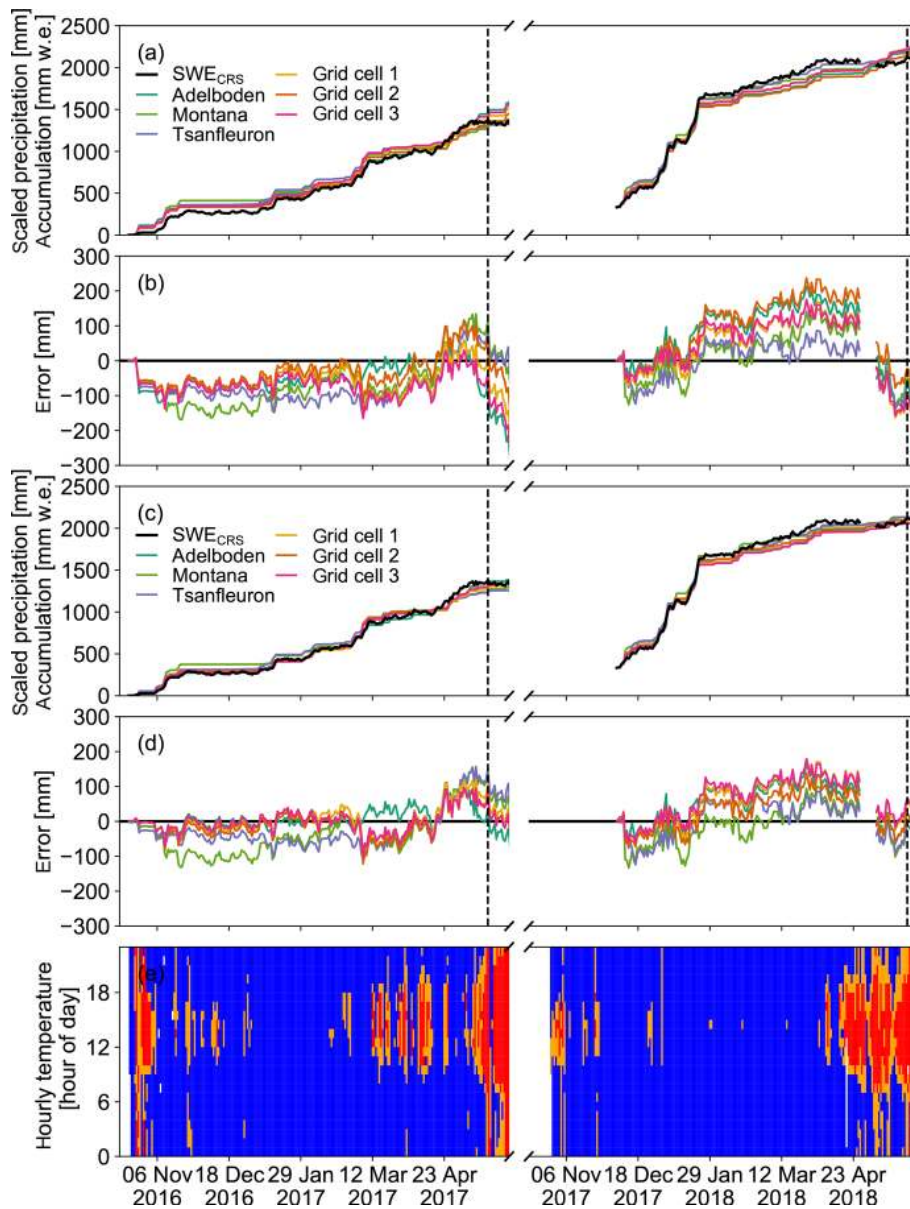 (a)
Scaled precipitation [mm]
Accumulation [mm w.e.]
2500
2000
1500
1000
500
0
SWE_CRS
Adelboden
Montana
Tsanfleuron
Grid cell 1
Grid cell 2
Grid cell 3
(b)
Error [mm]
300
200
100
0
−100
−200
−300
(c)
Scaled precipitation [mm]
Accumulation [mm w.e.]
2500
2000
1500
1000
500
0
SWE_CRS
Adelboden
Montana
Tsanfleuron
Grid cell 1
Grid cell 2
Grid cell 3
(d)
Error [mm]
300
200
100
0
−100
−200
−300
(e)
Hourly temperature
[hour of day]
18
12
6
0
06 Nov 18 Dec 29 Jan 12 Mar 23 Apr 06 Nov 18 Dec 29 Jan 12 Mar 23 Apr
2016 2016 2017 2017 2017 2017 2017 2018 2018 2018